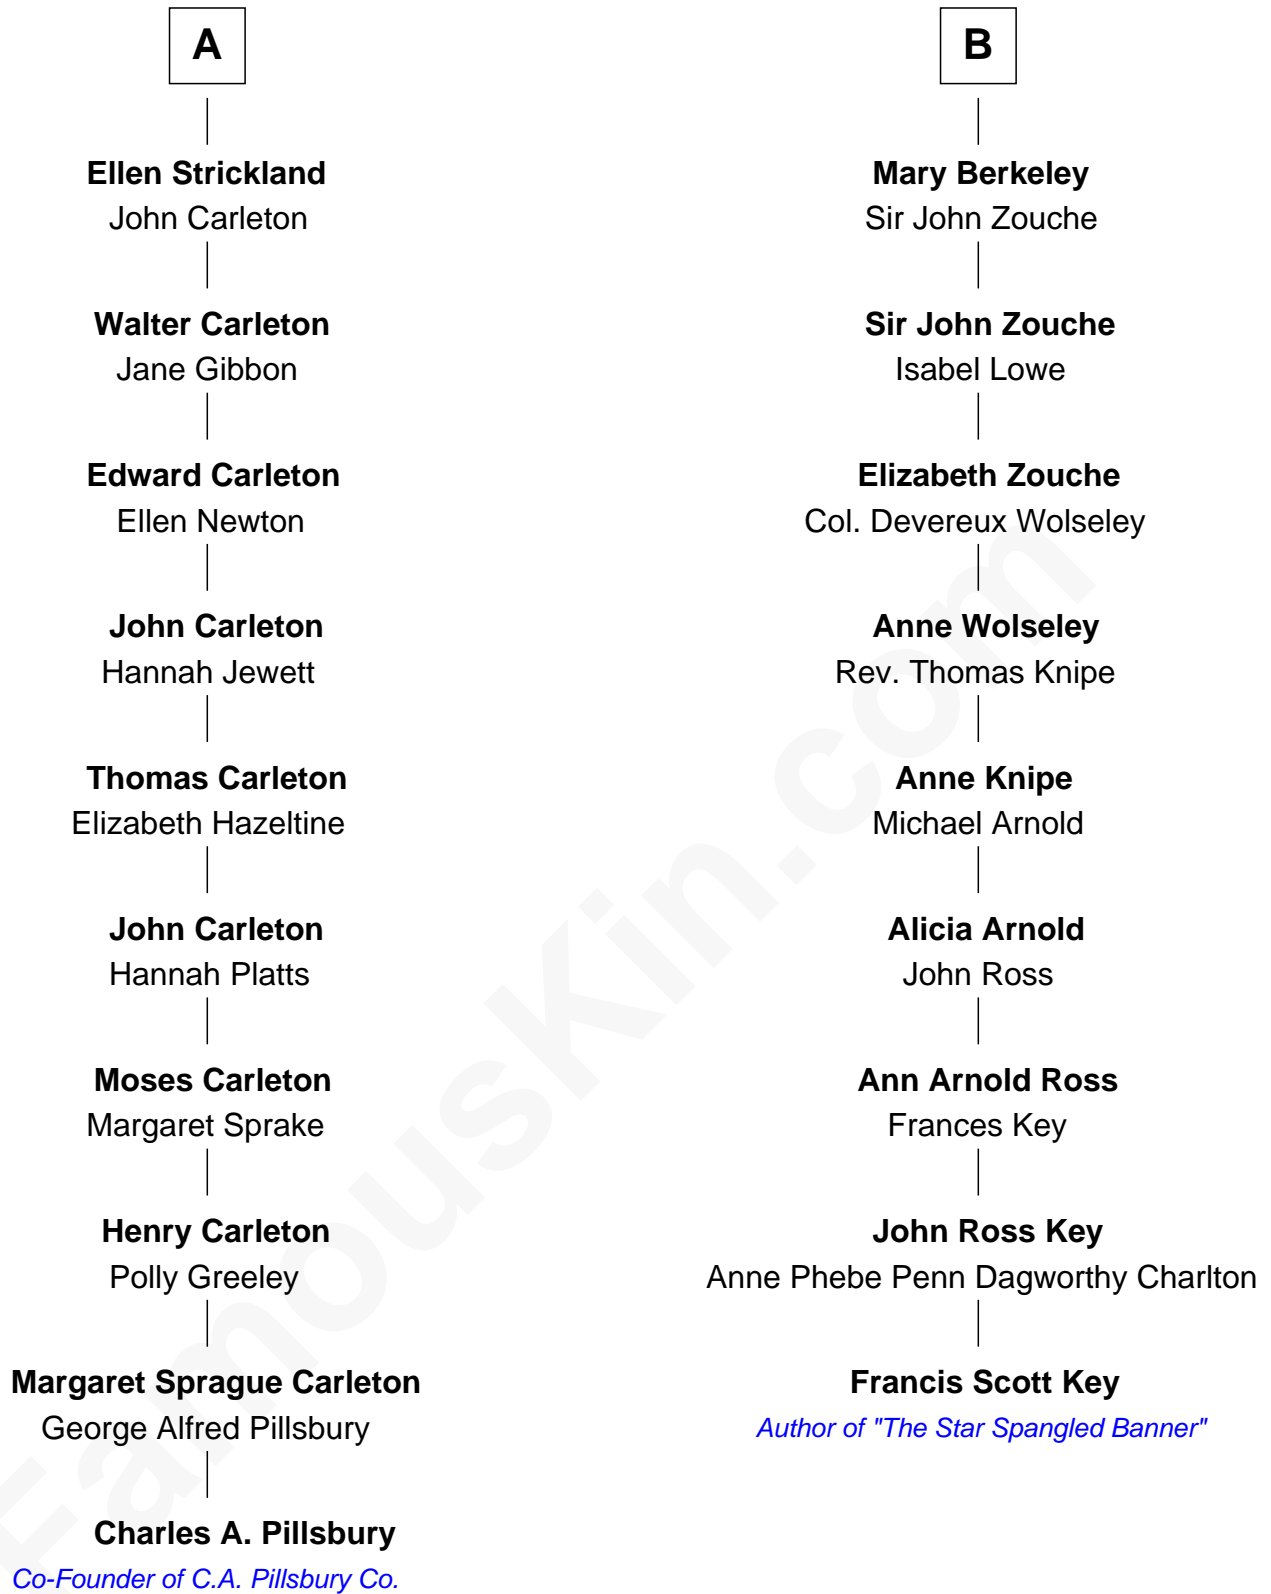 A
Ellen Strickland
John Carleton
Walter Carleton
Jane Gibbon
Edward Carleton
Ellen Newton
John Carleton
Hannah Jewett
Thomas Carleton
Elizabeth Hazeltine
John Carleton
Hannah Platts
Moses Carleton
Margaret Sprake
Henry Carleton
Polly Greeley
Margaret Sprague Carleton
George Alfred Pillsbury
Charles A. Pillsbury
Co-Founder of C.A. Pillsbury Co.
B
Mary Berkeley
Sir John Zouche
Sir John Zouche
Isabel Lowe
Elizabeth Zouche
Col. Devereux Wolseley
Anne Wolseley
Rev. Thomas Knipe
Anne Knipe
Michael Arnold
Alicia Arnold
John Ross
Ann Arnold Ross
Frances Key
John Ross Key
Anne Phebe Penn Dagworthy Charlton
Francis Scott Key
Author of "The Star Spangled Banner"
FamousKin.com